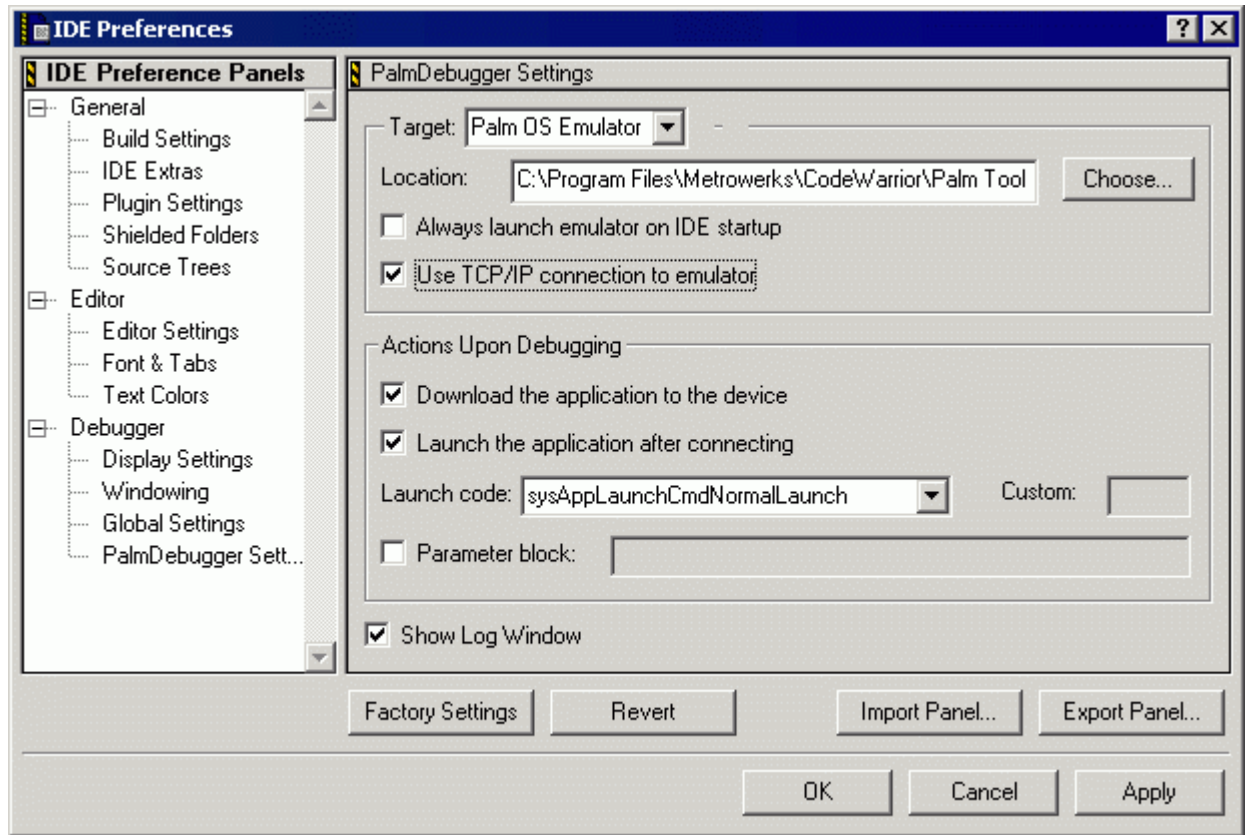 IDE Preferences
IDE Preference Panels
General
Build Settings
IDE Extras
Plugin Settings
Shielded Folders
Source Trees
Editor
Editor Settings
Font & Tabs
Text Colors
Debugger
Display Settings
Windowing
Global Settings
PalmDebugger Sett...
PalmDebugger Settings
Target: Palm OS Emulator -
Location: C:\Program Files\Metrowerks\CodeWarrior\Palm Tool Choose...
Always launch emulator on IDE startup
Use TCP/IP connection to emulator
Actions Upon Debugging
Download the application to the device
Launch the application after connecting
Launch code: sysAppLaunchCmdNormalLaunch Custom:
Parameter block:
Show Log Window
Factory Settings Revert Import Panel... Export Panel...
OK Cancel Apply